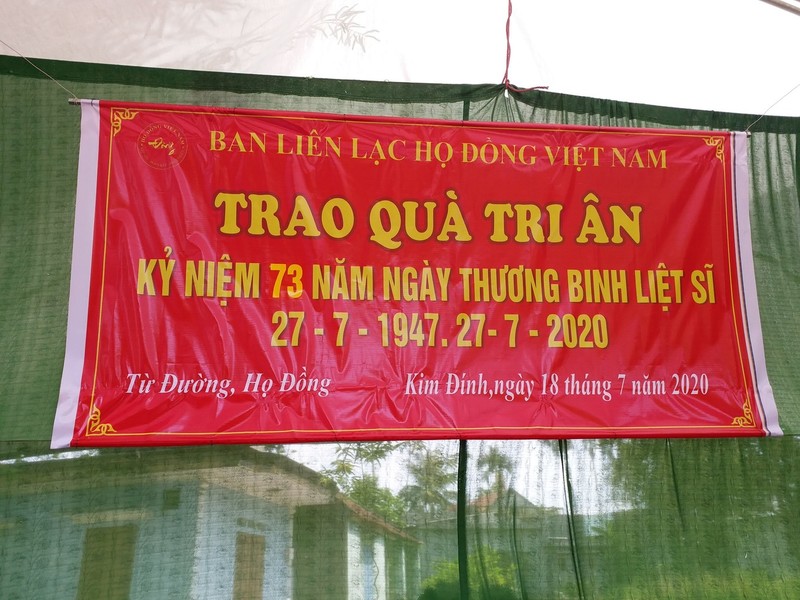 BAN LIÊN LẠC HỌ ĐỒNG VIỆT NAM
TRAO QUÀ TRI ÂN
KỶ NIỆM 73 NĂM NGÀY THƯƠNG BINH LIỆT SĨ
27 - 7 - 1947. 27- 7 - 2020
Từ Đường, Họ Đồng
Kim Đính,ngày 18 tháng 7 năm 2020